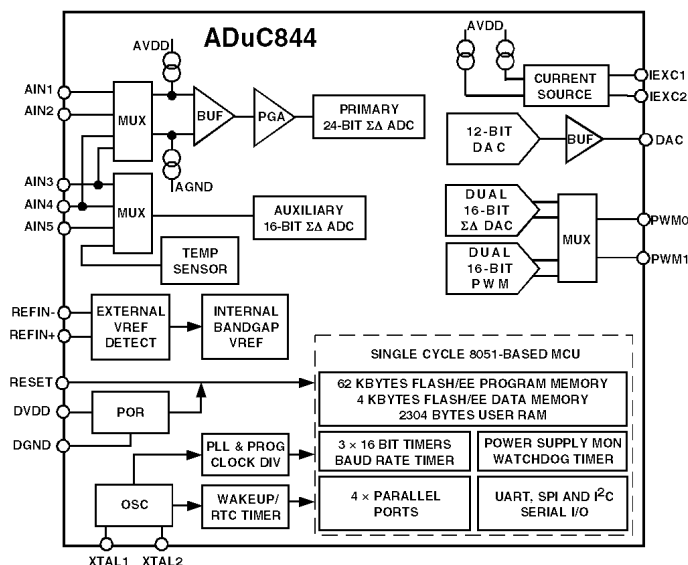 ADuC844
AVDD
AVDD
AIN1
AIN2
MUX
BUF
PGA
PRIMARY
24-BIT ΣΔ ADC
AGND
CURRENT
SOURCE
IEXC1
IEXC2
12-BIT
DAC
BUF
DAC
AIN3
AIN4
AIN5
MUX
AUXILIARY
16-BIT ΣΔ ADC
TEMP
SENSOR
DUAL
16-BIT
ΣΔ DAC
DUAL
16-BIT
PWM
MUX
PWM0
PWM1
REFIN-
REFIN+
EXTERNAL
VREF
DETECT
INTERNAL
BANDGAP
VREF
RESET
DVDD
DGND
POR
SINGLE CYCLE 8051-BASED MCU
62 KBYTES FLASH/EE PROGRAM MEMORY
4 KBYTES FLASH/EE DATA MEMORY
2304 BYTES USER RAM
PLL & PROG
CLOCK DIV
3 × 16 BIT TIMERS
BAUD RATE TIMER
POWER SUPPLY MON
WATCHDOG TIMER
OSC
WAKEUP/
RTC TIMER
4 × PARALLEL
PORTS
UART, SPI AND I²C
SERIAL I/O
XTAL1
XTAL2